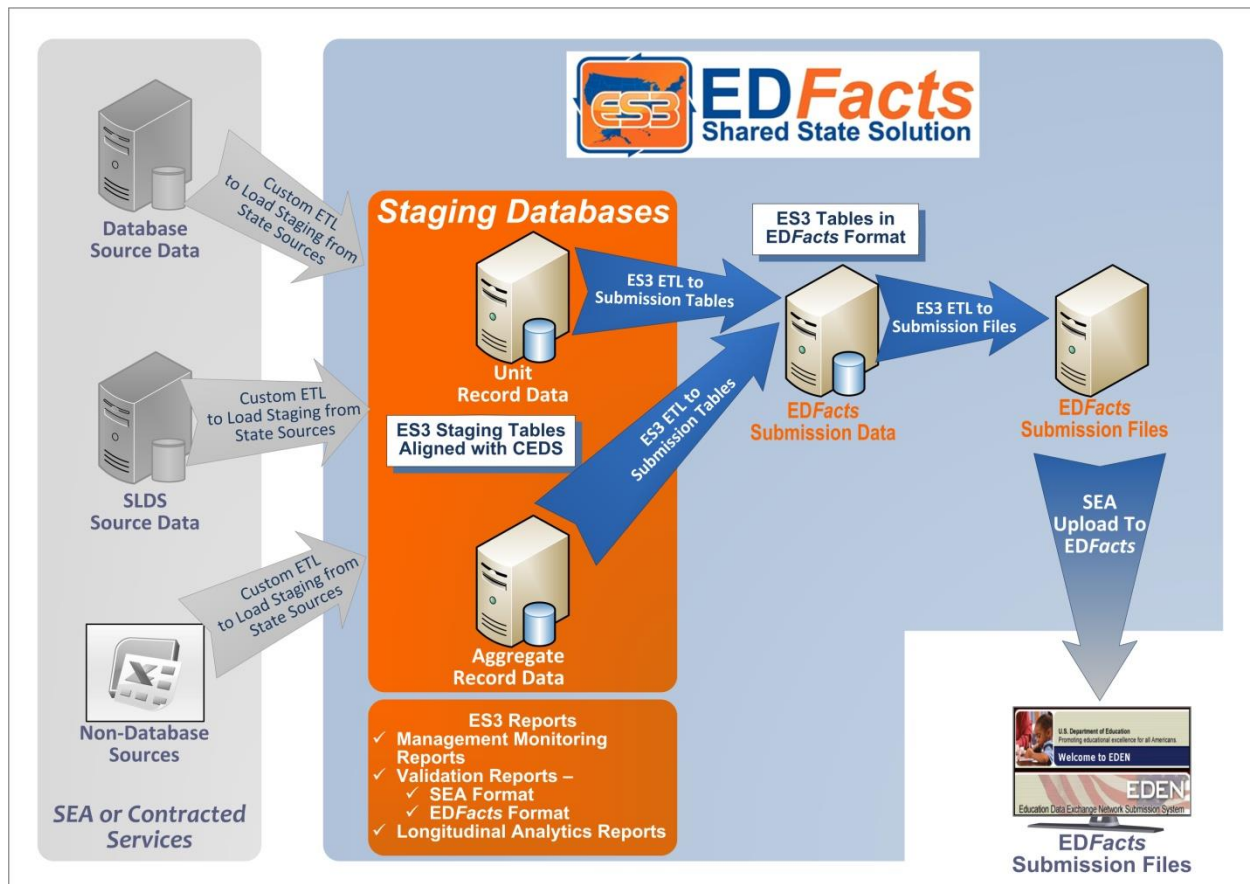 ES3
EDFacts
Shared State Solution
Database
Source Data
Custom ETL
to Load Staging from
State Sources
SLDS
Source Data
Custom ETL
to Load Staging from
State Sources
Non-Database
Sources
Custom ETL
to Load Staging from
State Sources
SEA or Contracted
Services
Staging Databases
Unit
Record Data
ES3 Staging Tables
Aligned with CEDS
Aggregate
Record Data
ES3 ETL to
Submission Tables
ES3 ETL to
Submission Tables
ES3 Tables in
EDFacts Format
EDFacts
Submission Data
ES3 ETL to
Submission Files
EDFacts
Submission Files
SEA
Upload To
EDFacts
ES3 Reports
✓ Management Monitoring
Reports
✓ Validation Reports –
✓ SEA Format
✓ EDFacts Format
✓ Longitudinal Analytics Reports
U.S. Department of Education
Promoting educational excellence for all Americans.
Welcome to EDEN
EDEN
Education Data Exchange Network Submission System
EDFacts
Submission Files